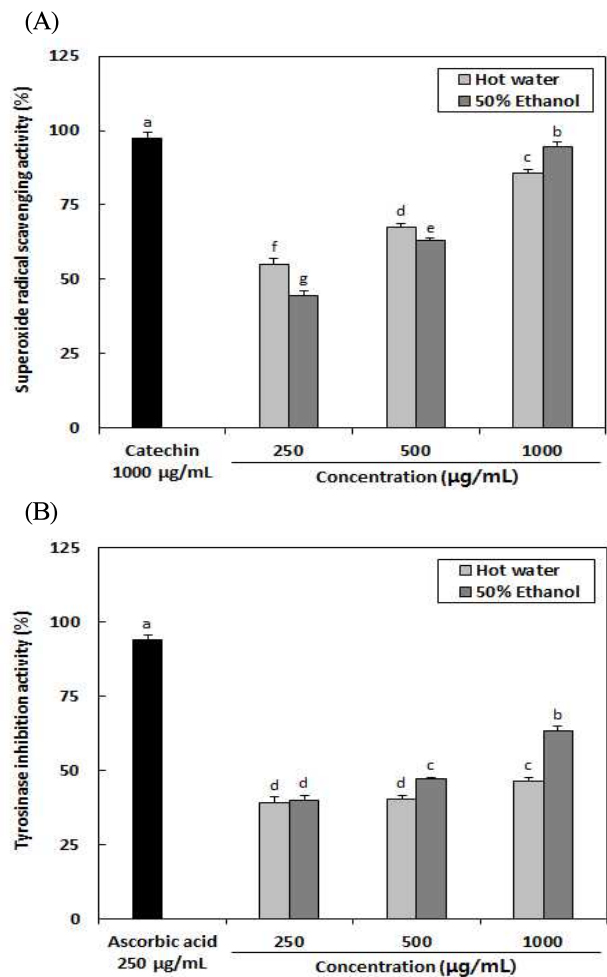 (A)
Superoxide radical scavenging activity (%)
125
100
75
50
25
0
Hot water
50% Ethanol
a
f
g
d
e
c
b
Catechin
1000 µg/mL
250
500
1000
Concentration (µg/mL)
(B)
Tyrosinase inhibition activity (%)
125
100
75
50
25
0
Hot water
50% Ethanol
a
d
d
d
c
c
b
Ascorbic acid
250 µg/mL
250
500
1000
Concentration (µg/mL)